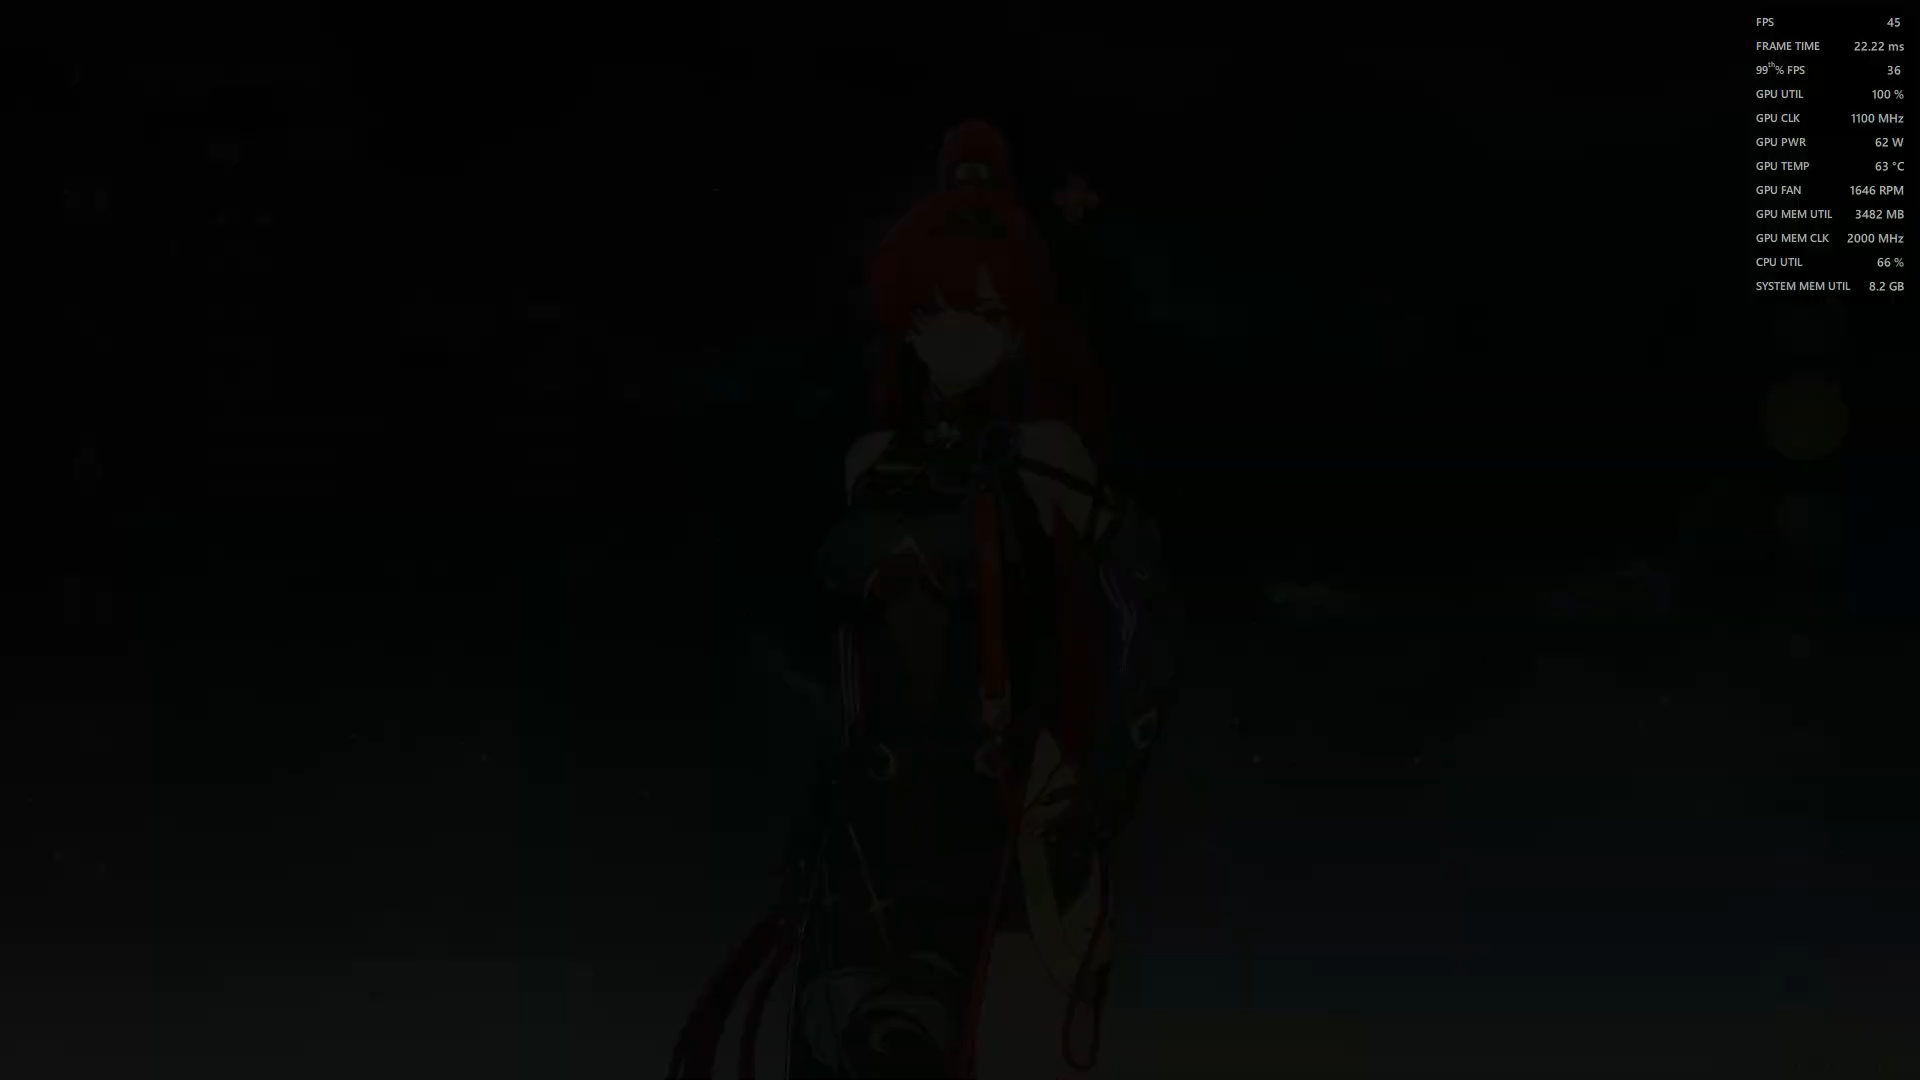 FPS 45
FRAME TIME 22.22 ms
99th% FPS 36
GPU UTIL 100 %
GPU CLK 1100 MHz
GPU PWR 62 W
GPU TEMP 63 °C
GPU FAN 1646 RPM
GPU MEM UTIL 3482 MB
GPU MEM CLK 2000 MHz
CPU UTIL 66 %
SYSTEM MEM UTIL 8.2 GB